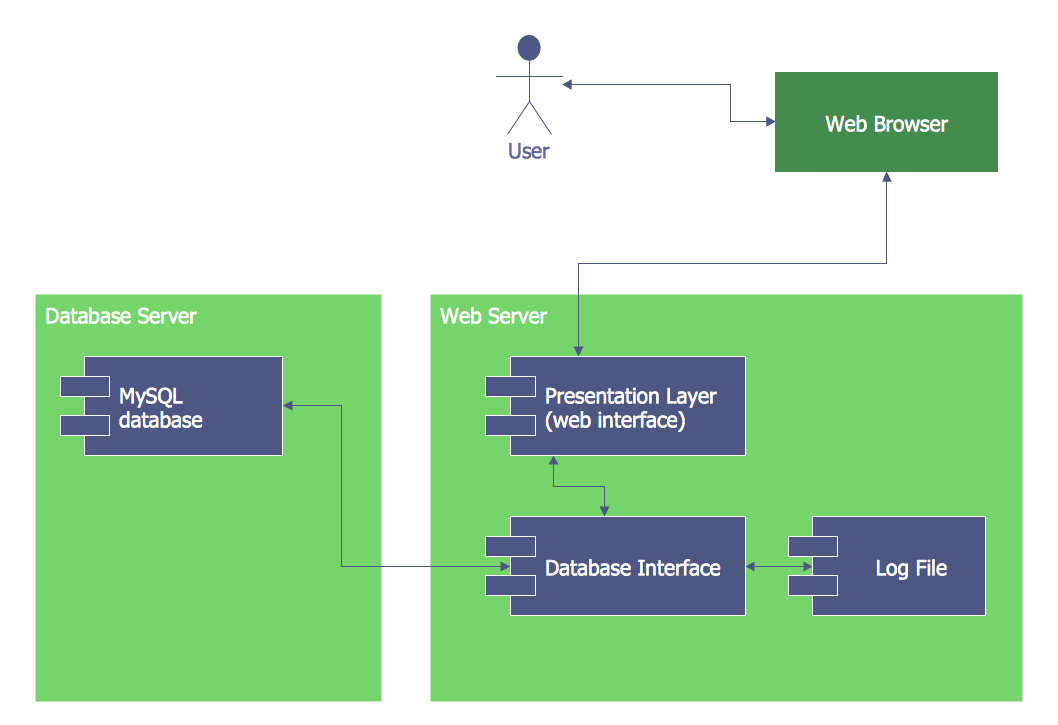 User
Web Browser
Database Server
MySQL
database
Web Server
Presentation Layer
(web interface)
Database Interface
Log File